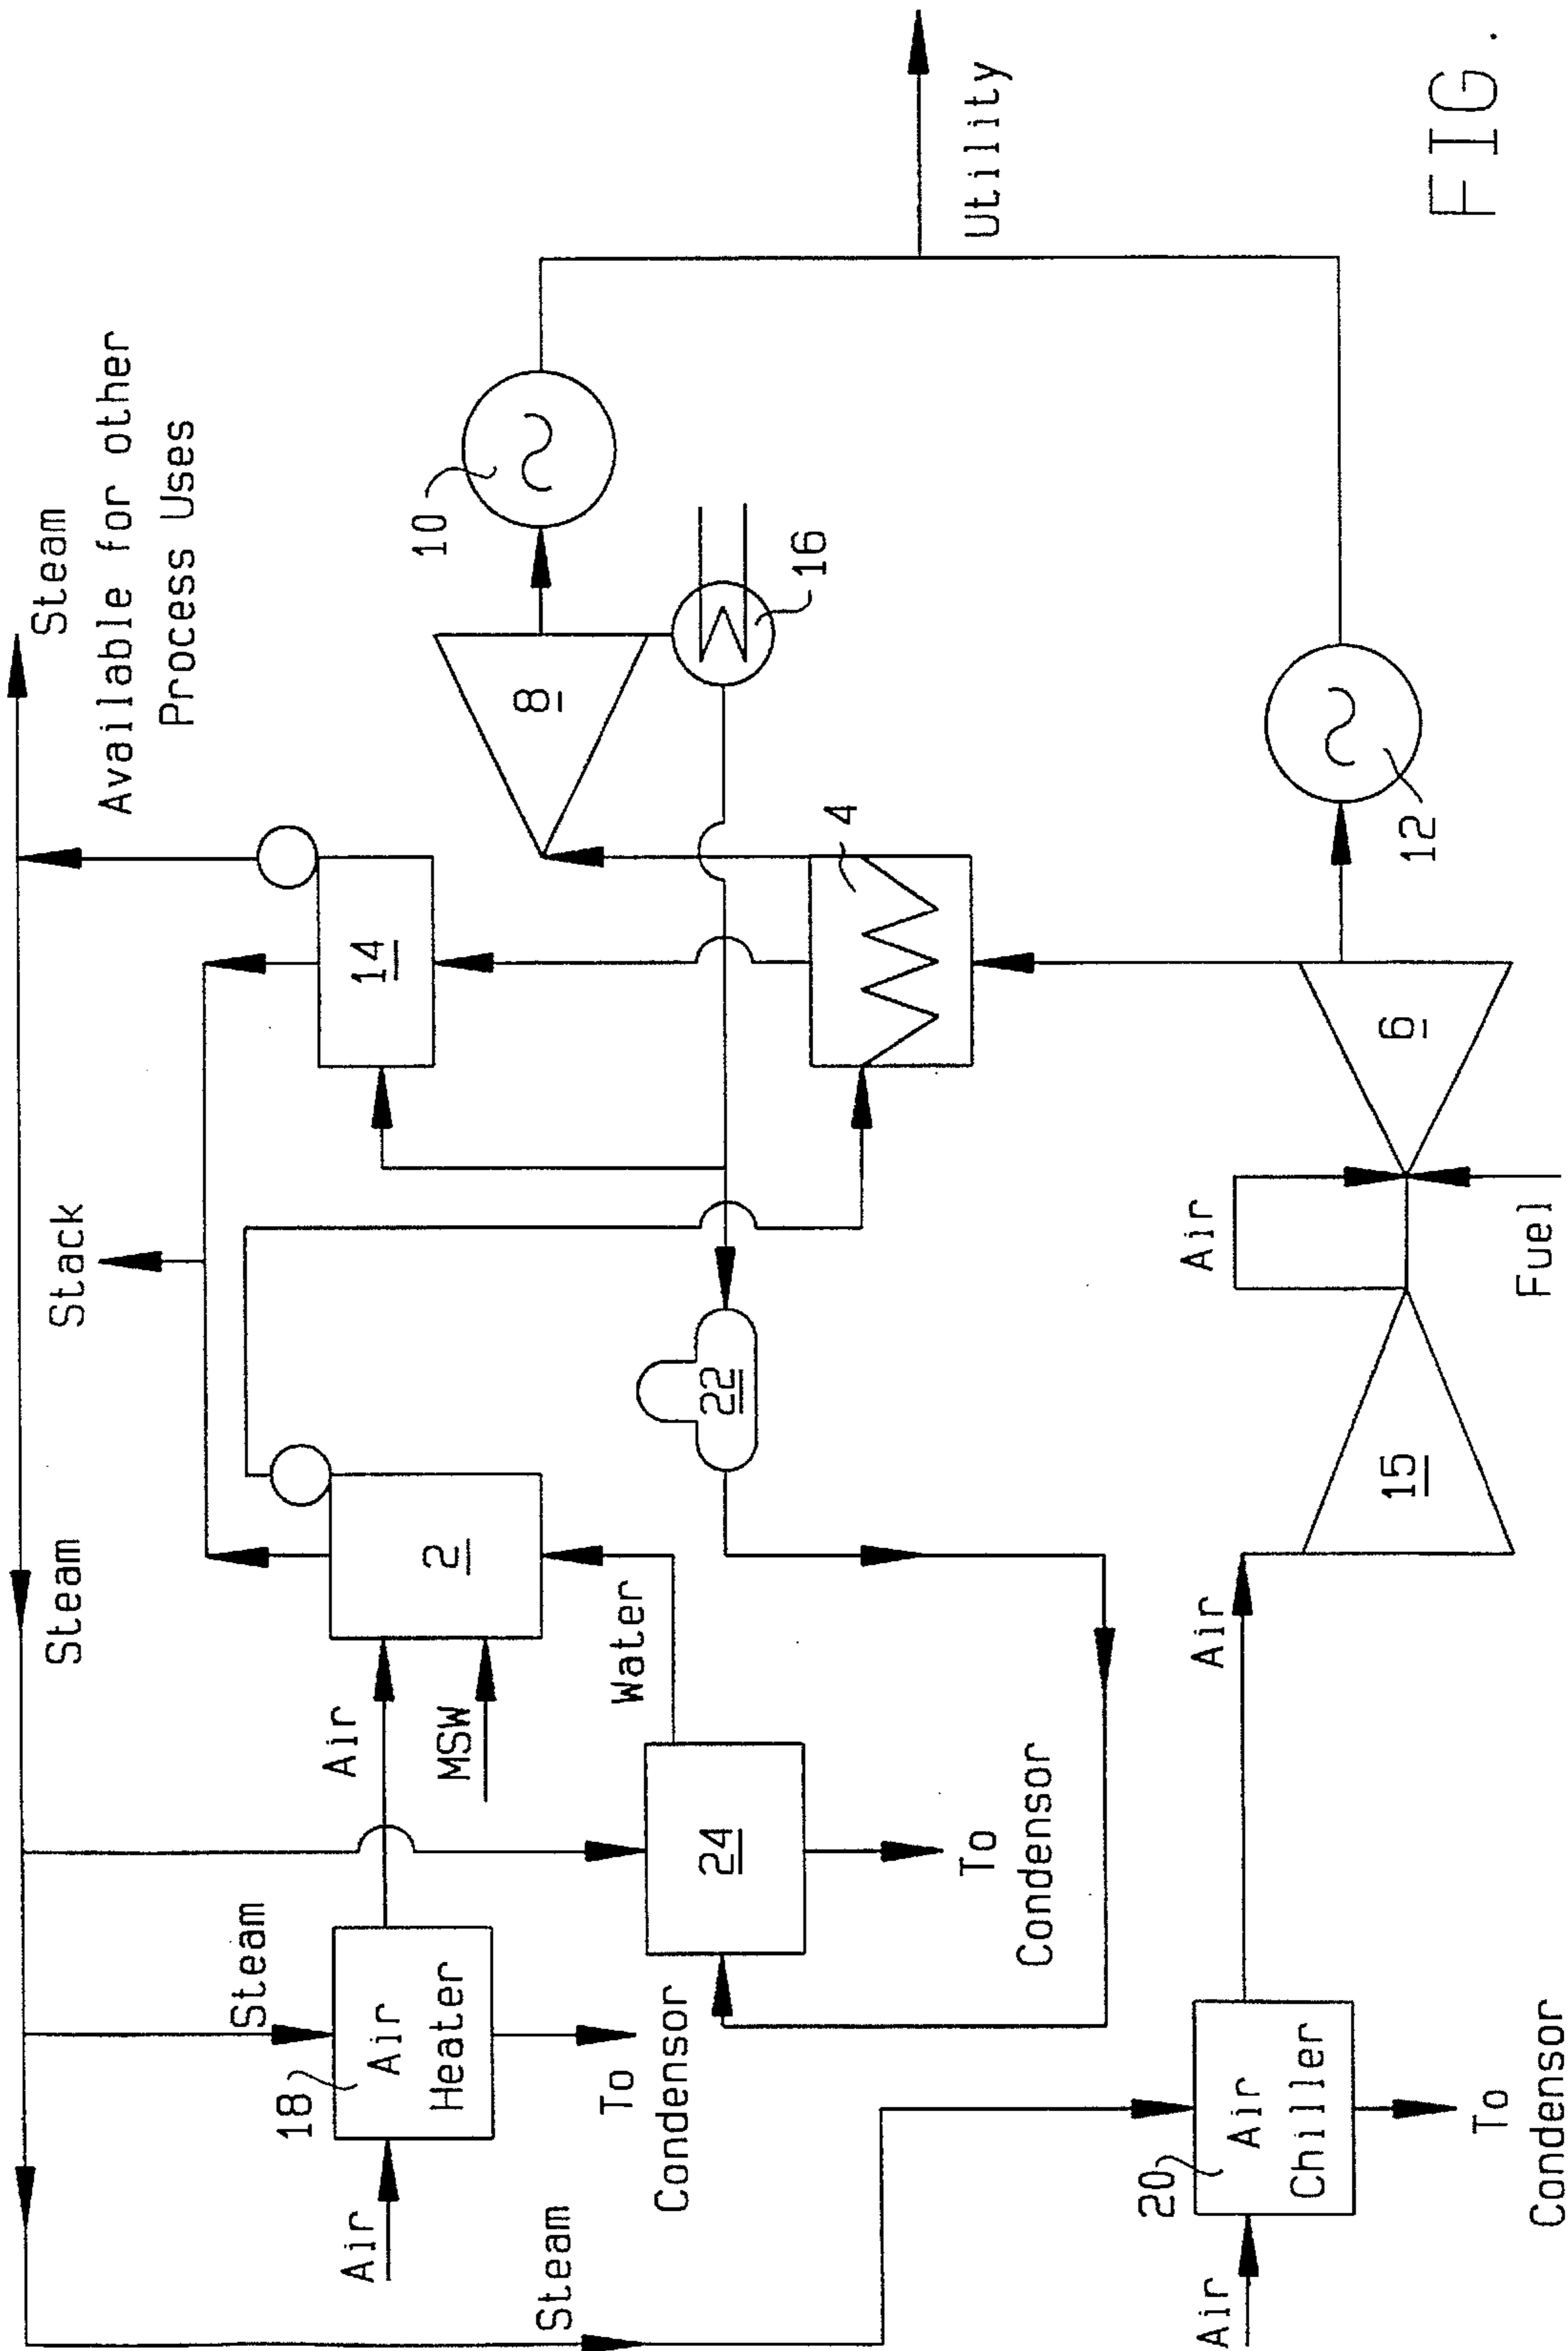 Steam
Available for other
Process Uses
Stack
Steam
10
8
16
14
4
Utility
12
6
Air
Fuel
15
22
2
Water
Air
MSW
24
To
Condensor
Steam
18
Air
Heater
Air
To
Condensor
Steam
20
Air
Chiller
Air
Air
To
Condensor
FIG.